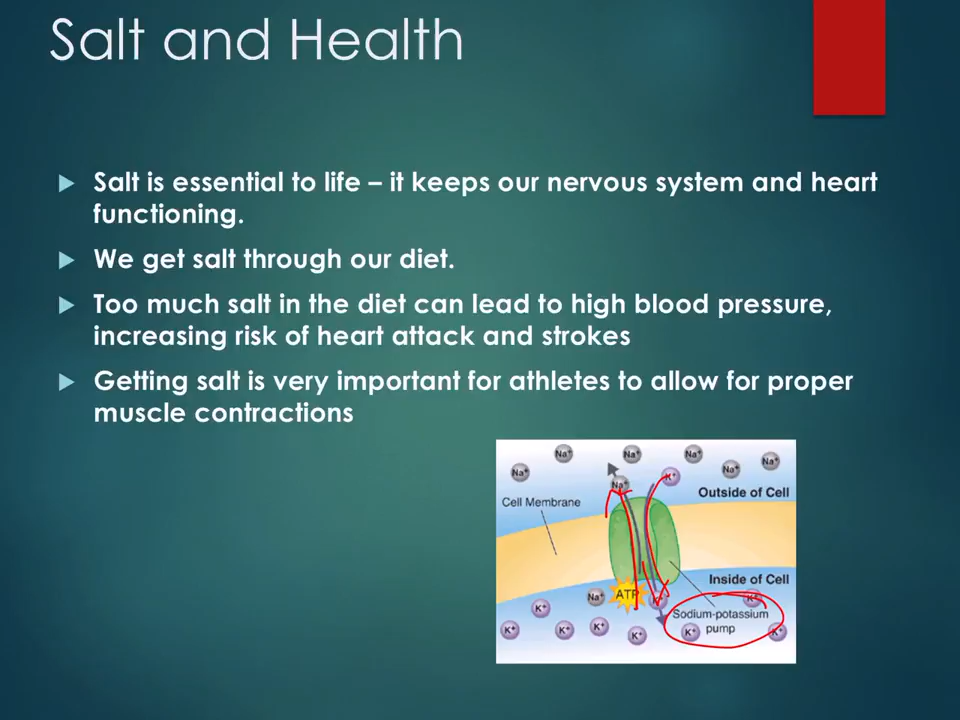 Salt and Health
Salt is essential to life – it keeps our nervous system and heart
functioning.
We get salt through our diet.
Too much salt in the diet can lead to high blood pressure,
increasing risk of heart attack and strokes
Getting salt is very important for athletes to allow for proper
muscle contractions
Na⁺ Na⁺ Na⁺ Na⁺ Na⁺ Na⁺
Na⁺ K⁺
Outside of Cell
Cell Membrane
Inside of Cell
Na⁺ ATP K⁺ K⁺
K⁺
Sodium-potassium
pump
K⁺ K⁺ K⁺ K⁺ K⁺ K⁺